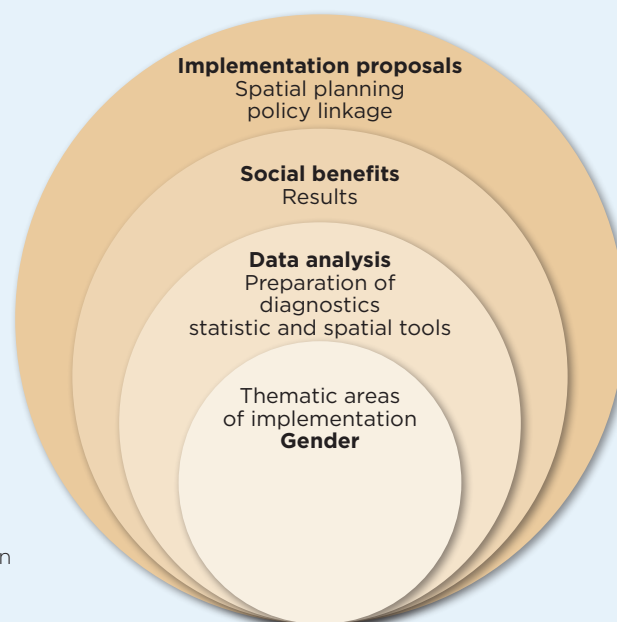 Implementation proposals
Spatial planning
policy linkage
Social benefits
Results
Data analysis
Preparation of
diagnostics
statistic and spatial tools
Thematic areas
of implementation
Gender
n